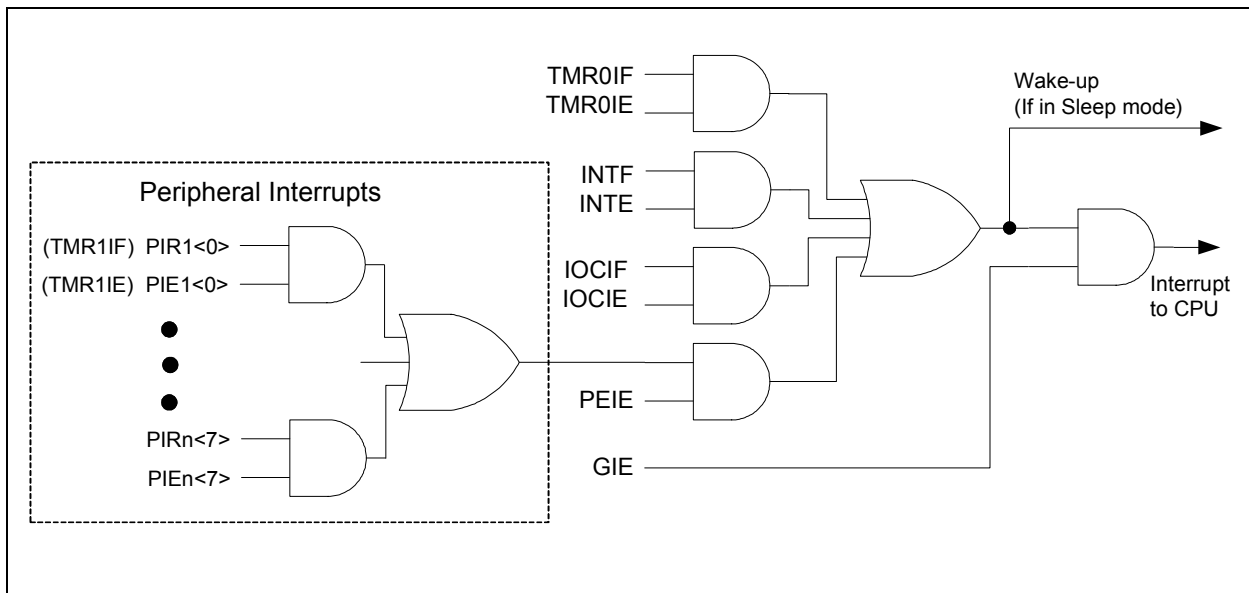 TMR0IF
TMR0IE
Wake-up
(If in Sleep mode)
INTF
INTE
Peripheral Interrupts
(TMR1IF) PIR1<0>
(TMR1IE) PIE1<0>
IOCIF
IOCIE
Interrupt
to CPU
PEIE
PIRn<7>
PIEn<7>
GIE